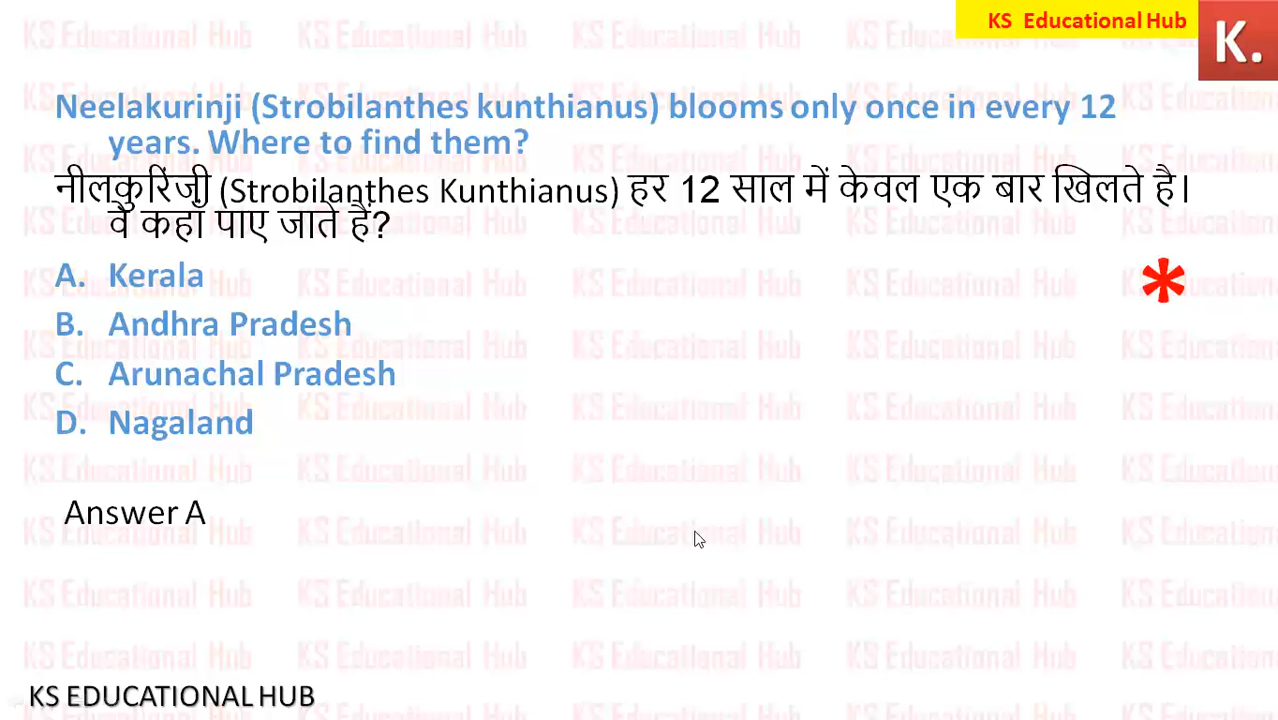 KS Educational Hub
K.
Neelakurinji (Strobilanthes kunthianus) blooms only once in every 12
years. Where to find them?
नीलकुरिंजी (Strobilanthes Kunthianus) हर 12 साल में केवल एक बार खिलते है।
वे कहाँ पाए जाते हैं?
A. Kerala
*
B. Andhra Pradesh
C. Arunachal Pradesh
D. Nagaland
Answer A
KS EDUCATIONAL HUB